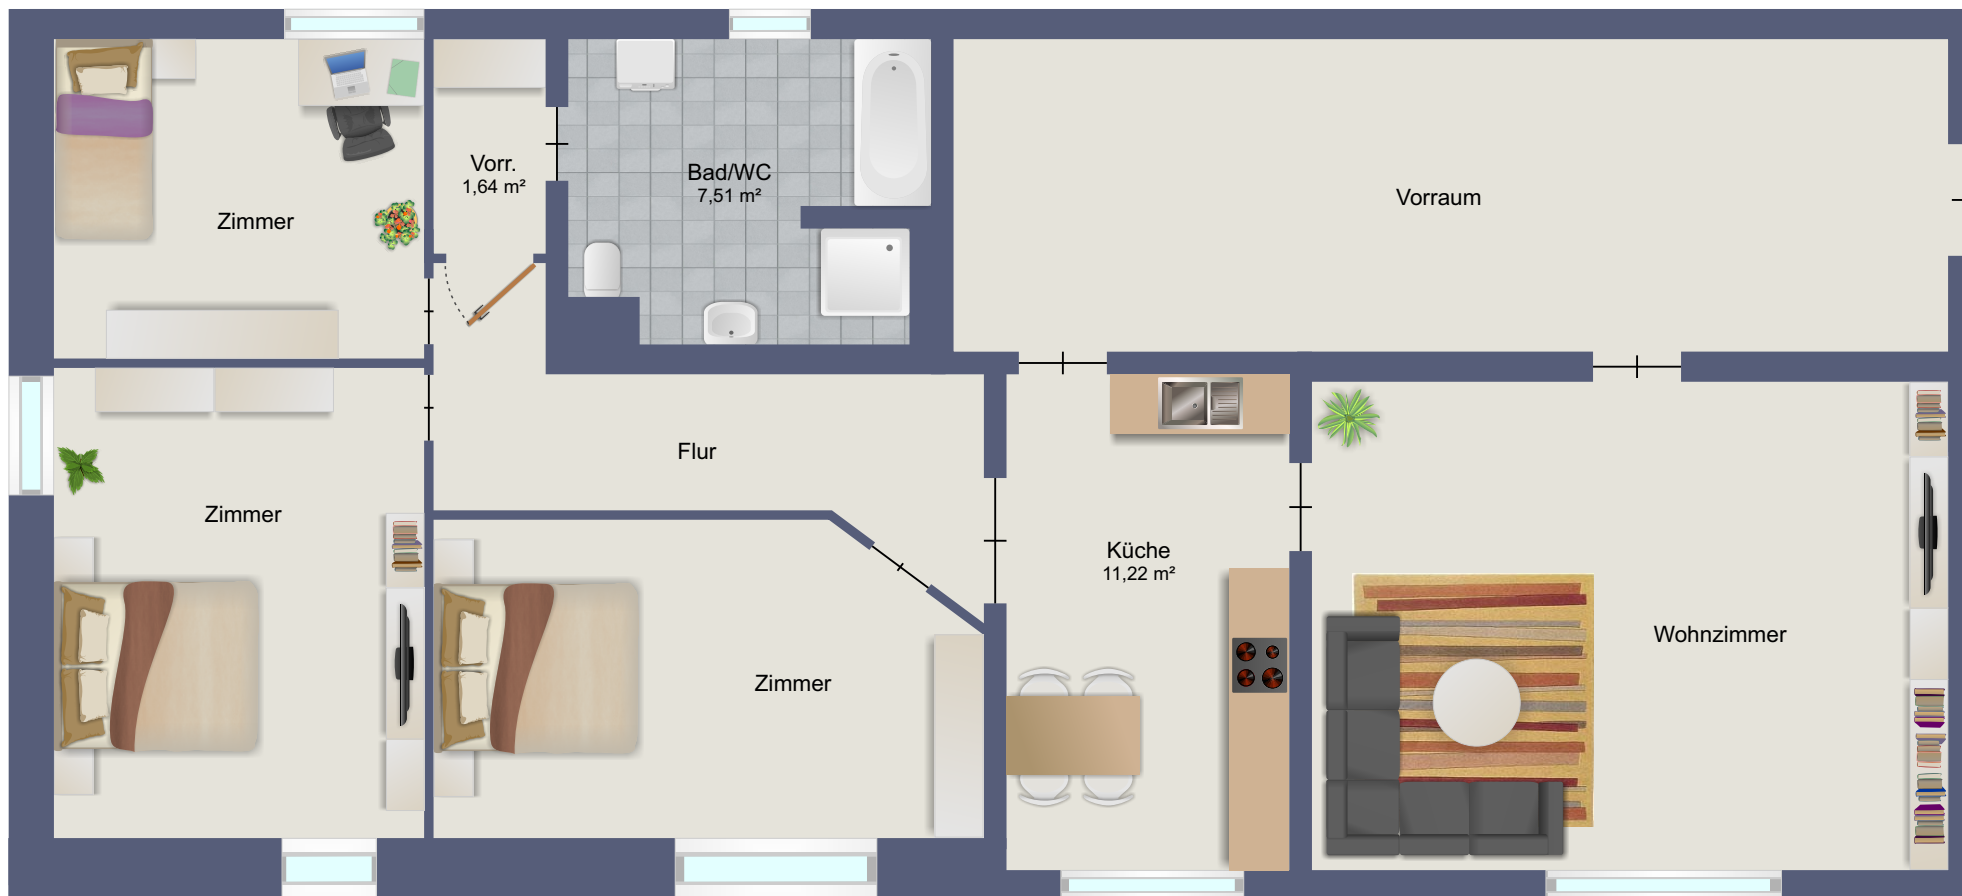 Vorr.
1,64 m²
Bad/WC
7,51 m²
Vorraum
Zimmer
Flur
Zimmer
Küche
11,22 m²
Wohnzimmer
Zimmer